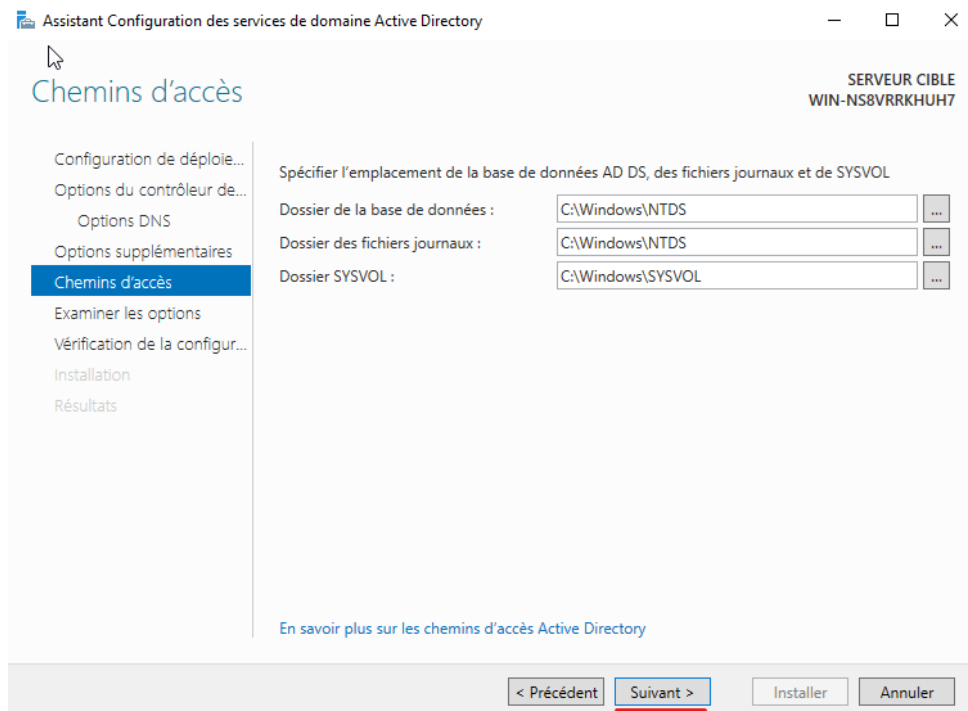 Assistant Configuration des services de domaine Active Directory
Chemins d’accès
SERVEUR CIBLE
WIN-NS8VRRKHUH7
Configuration de déploie...
Options du contrôleur de...
Options DNS
Options supplémentaires
Chemins d’accès
Examiner les options
Vérification de la configur...
Installation
Résultats
Spécifier l’emplacement de la base de données AD DS, des fichiers journaux et de SYSVOL
Dossier de la base de données : C:\Windows\NTDS ...
Dossier des fichiers journaux : C:\Windows\NTDS ...
Dossier SYSVOL : C:\Windows\SYSVOL ...
En savoir plus sur les chemins d’accès Active Directory
< Précédent Suivant > Installer Annuler